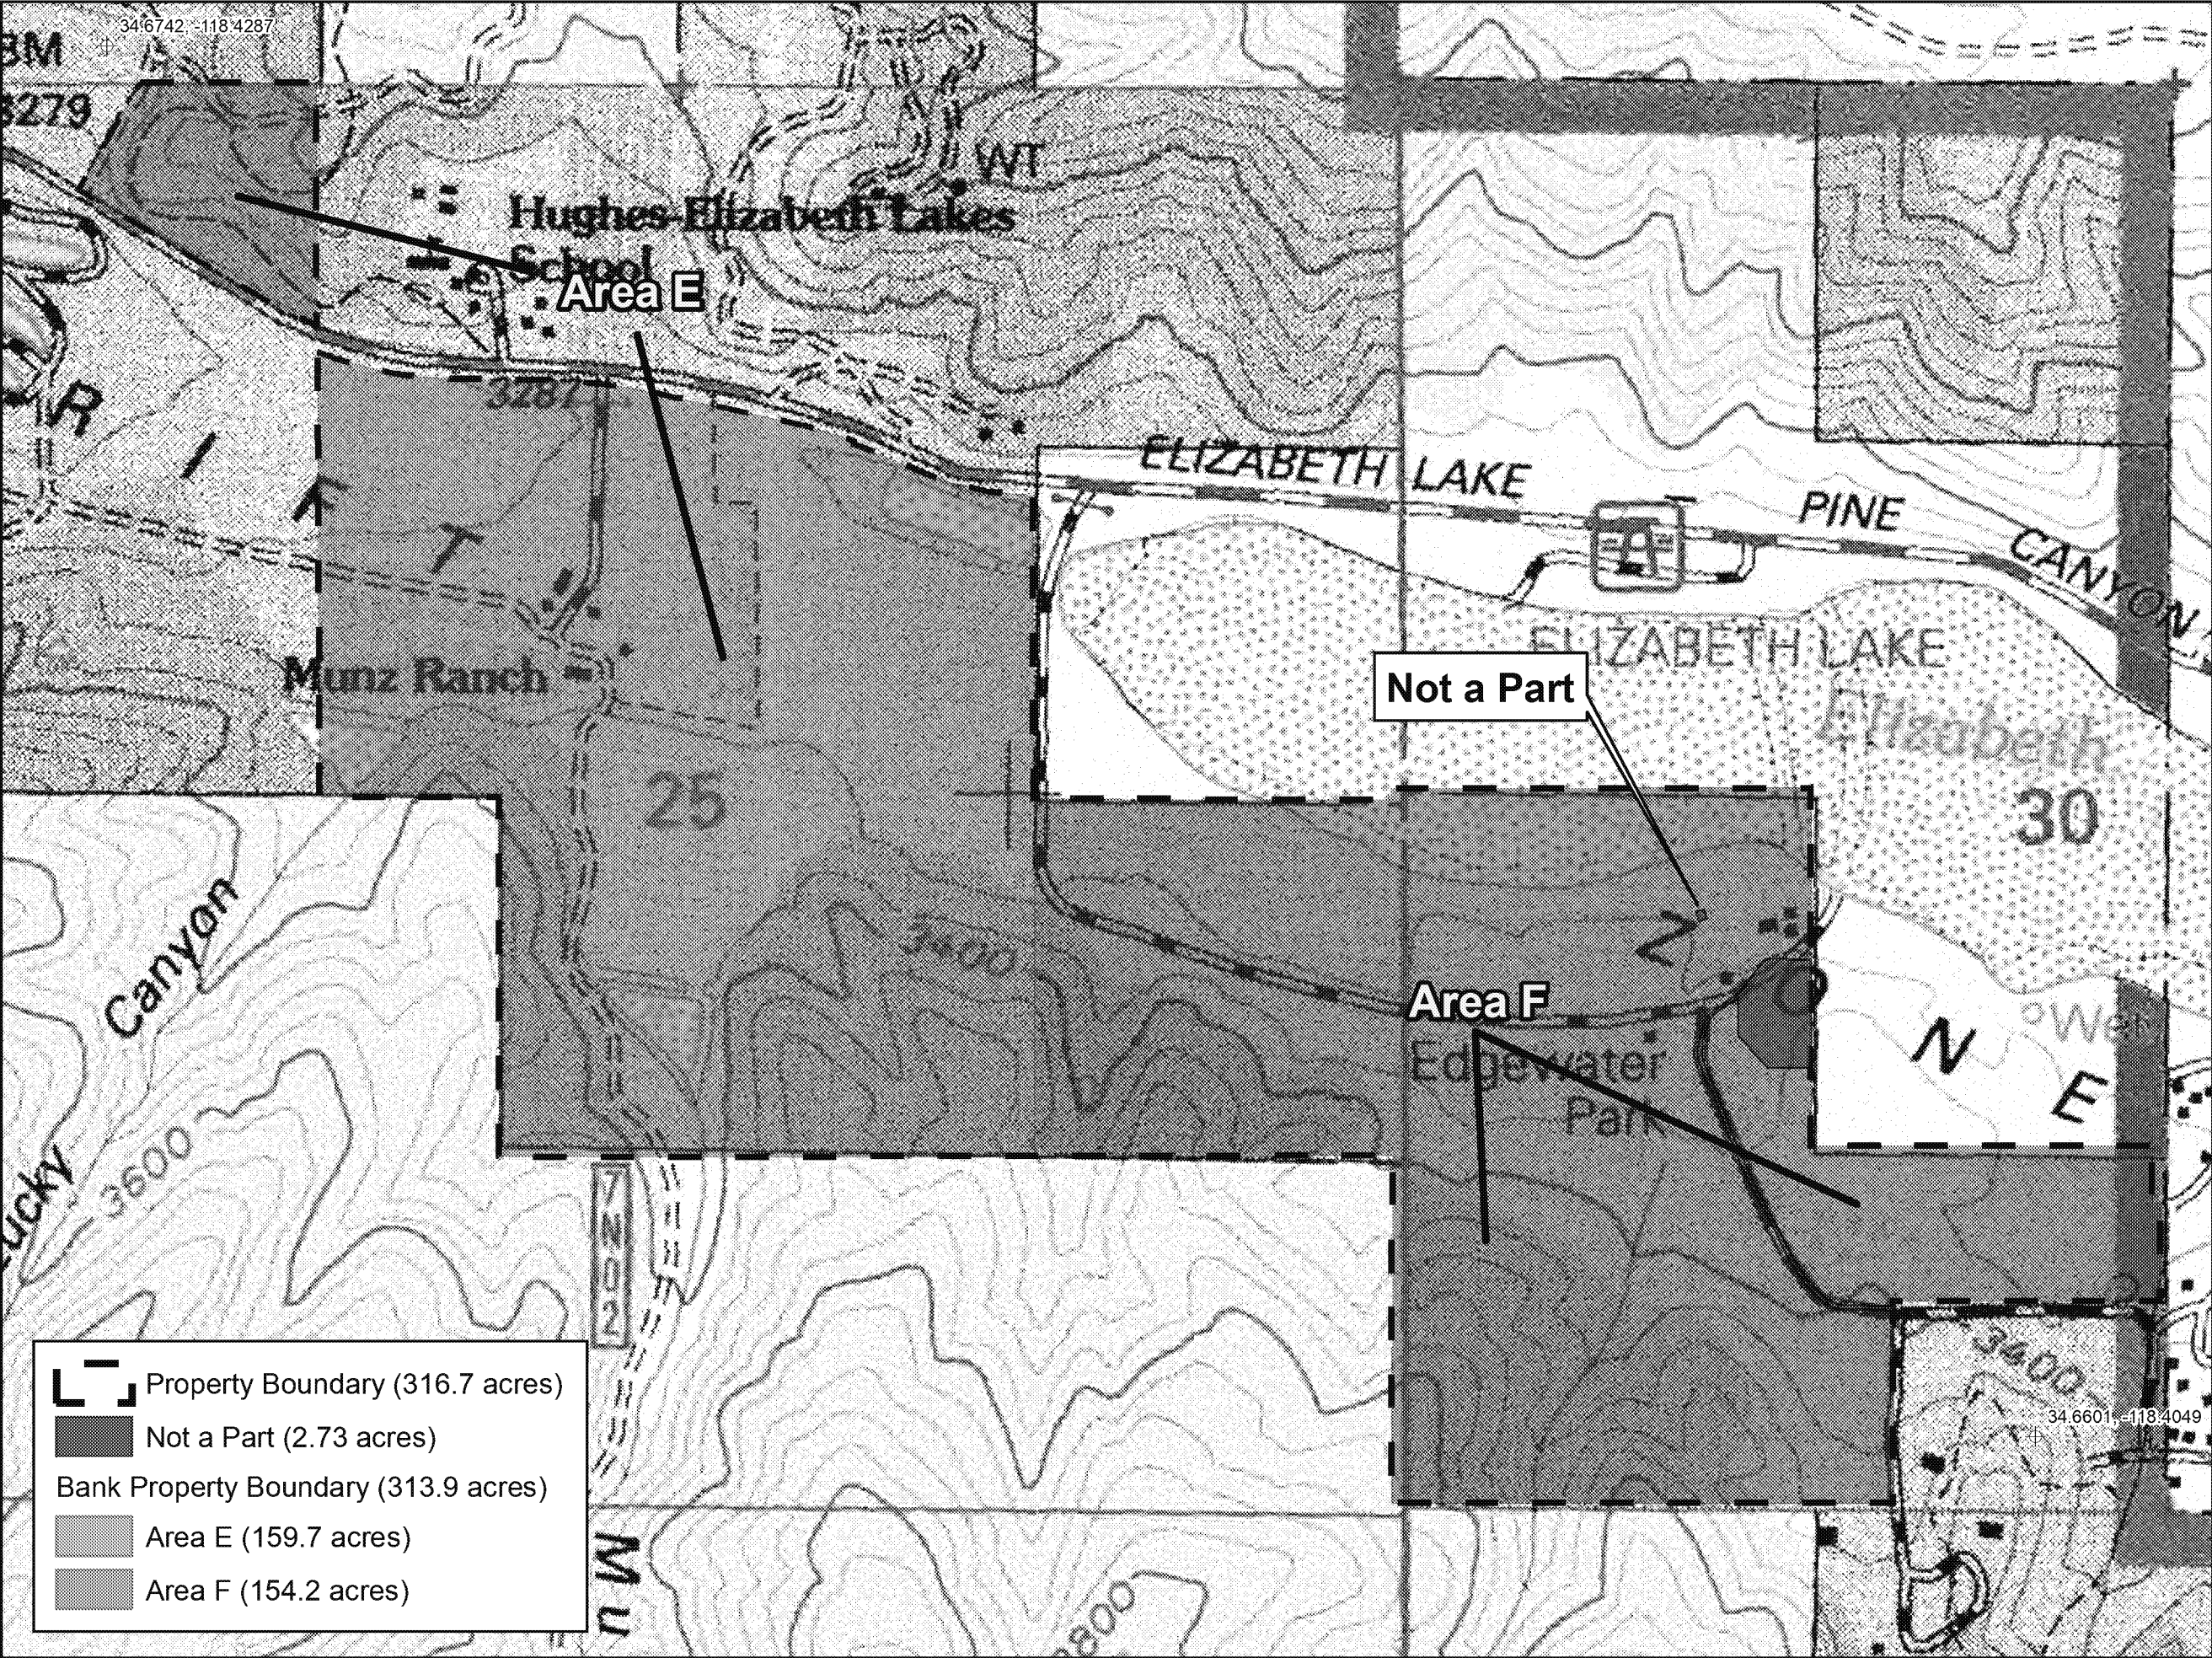 34.6742, -118.4287
BM
3279
WT
Hughes-Elizabeth Lakes
School
Area E
3287
R I F T
ELIZABETH LAKE
PINE
CANYON
ELIZABETH LAKE
Elizabeth
Munz Ranch
Not a Part
25
30
Canyon
3400
Z O N E
Area F
Edgewater
Park
3600
7N02
3400
34.6601, -118.4049
Property Boundary (316.7 acres)
Not a Part (2.73 acres)
Bank Property Boundary (313.9 acres)
Area E (159.7 acres)
Area F (154.2 acres)
Mu